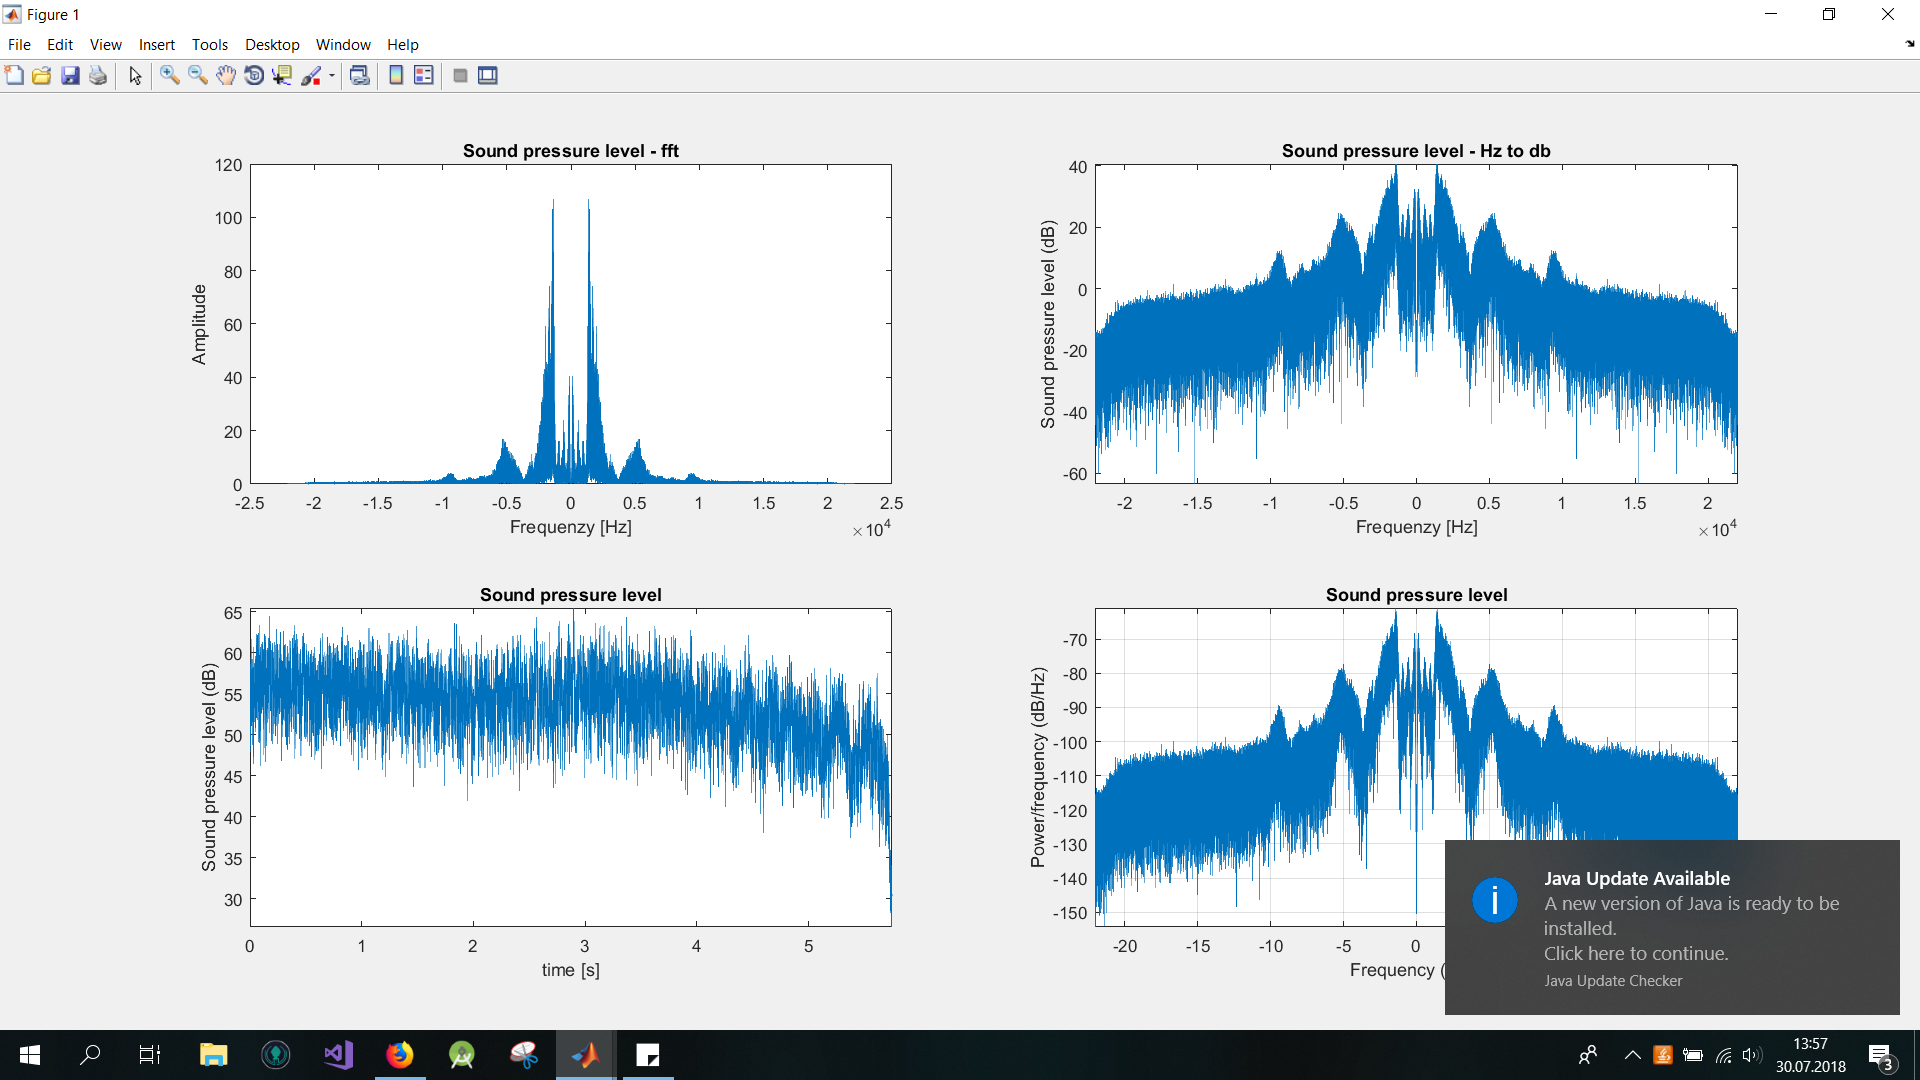 Figure 1
File Edit View Insert Tools Desktop Window Help
Sound pressure level - fft
120
100
80
60
40
20
0
Amplitude
-2.5 -2 -1.5 -1 -0.5 0 0.5 1 1.5 2 2.5
Frequenzy [Hz]
×10^4
Sound pressure level - Hz to db
40
20
0
-20
-40
-60
Sound pressure level (dB)
-2 -1.5 -1 -0.5 0 0.5 1 1.5 2
Frequenzy [Hz]
×10^4
Sound pressure level
65
60
55
50
45
40
35
30
Sound pressure level (dB)
0 1 2 3 4 5
time [s]
Sound pressure level
-70
-80
-90
-100
-110
-120
-130
-140
-150
Power/frequency (dB/Hz)
-20 -15 -10 -5 0
Frequency (
Java Update Available
A new version of Java is ready to be
installed.
Click here to continue.
Java Update Checker
13:57
30.07.2018
3